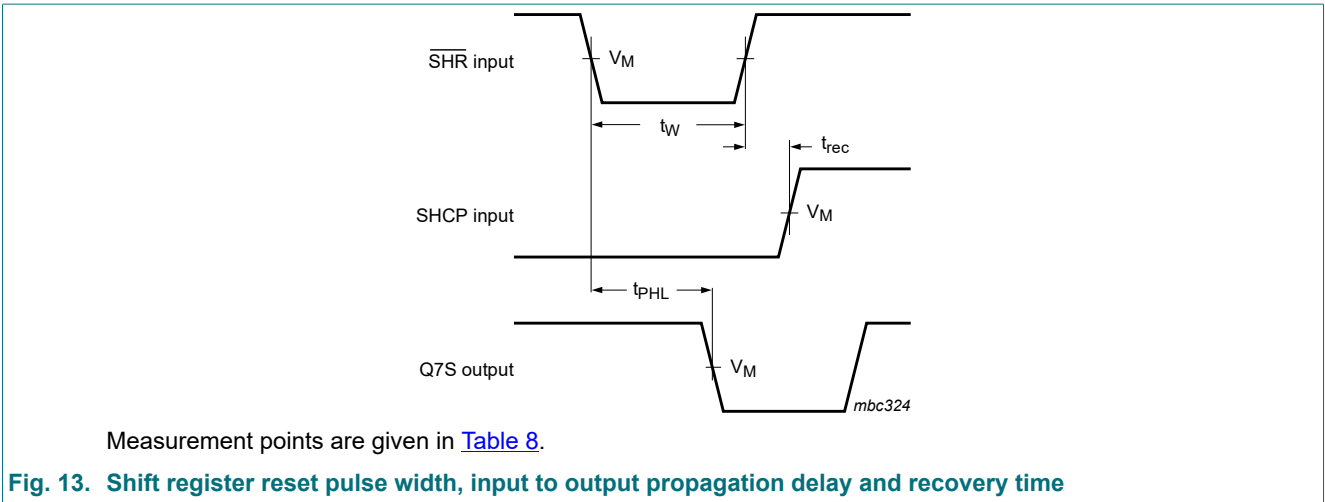 SHR input
VM
tW
trec
SHCP input
VM
tPHL
Q7S output
VM
mbc324
Measurement points are given in Table 8.
Fig. 13. Shift register reset pulse width, input to output propagation delay and recovery time